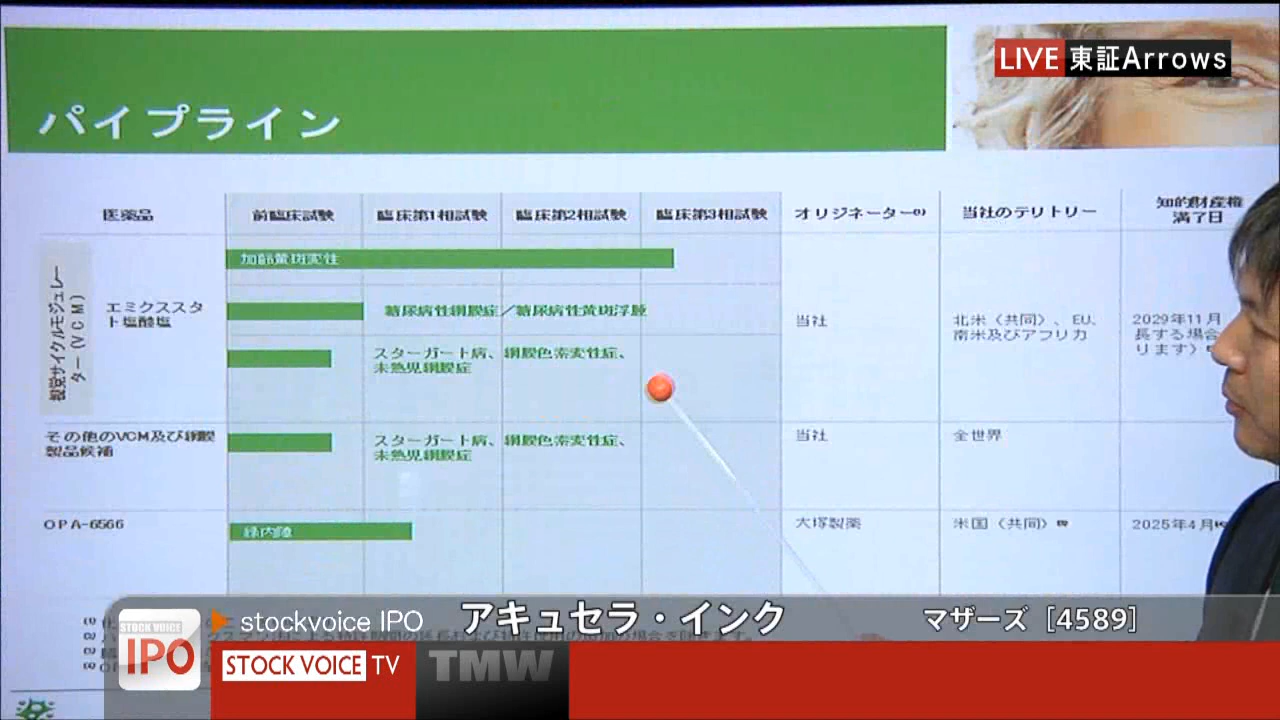 LIVE 東証Arrows
パイプライン
医薬品
前臨床試験
臨床第1相試験
臨床第2相試験
臨床第3相試験
オリジネーター⁽¹⁾
当社のテリトリー
知的財産権
満了日
視覚サイクルモジュレー
ター(VCM)
エミクススタ
ト塩酸塩
加齢黄斑変性
糖尿病性網膜症／糖尿病性黄斑浮腫
スターガート病、網膜色素変性症、
未熟児網膜症
当社
北米〈共同〉、EU、
南米及びアフリカ
2029年11月
長する場合
ります〉
その他のVCM及び網膜
製品候補
スターガート病、網膜色素変性症、
未熟児網膜症
当社
全世界
OPA-6566
緑内障
大塚製薬
米国〈共同〉
2025年4月
STOCK VOICE
IPO
stockvoice IPO
アキュセラ・インク
マザーズ [4589]
STOCK VOICE TV
TMW